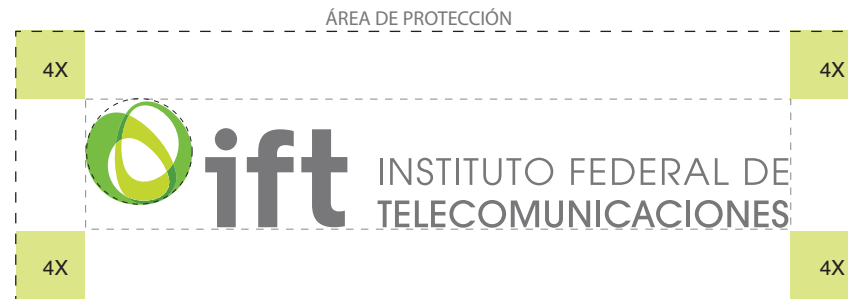 ÁREA DE PROTECCIÓN
4X 4X
ift INSTITUTO FEDERAL DE
TELECOMUNICACIONES
4X 4X